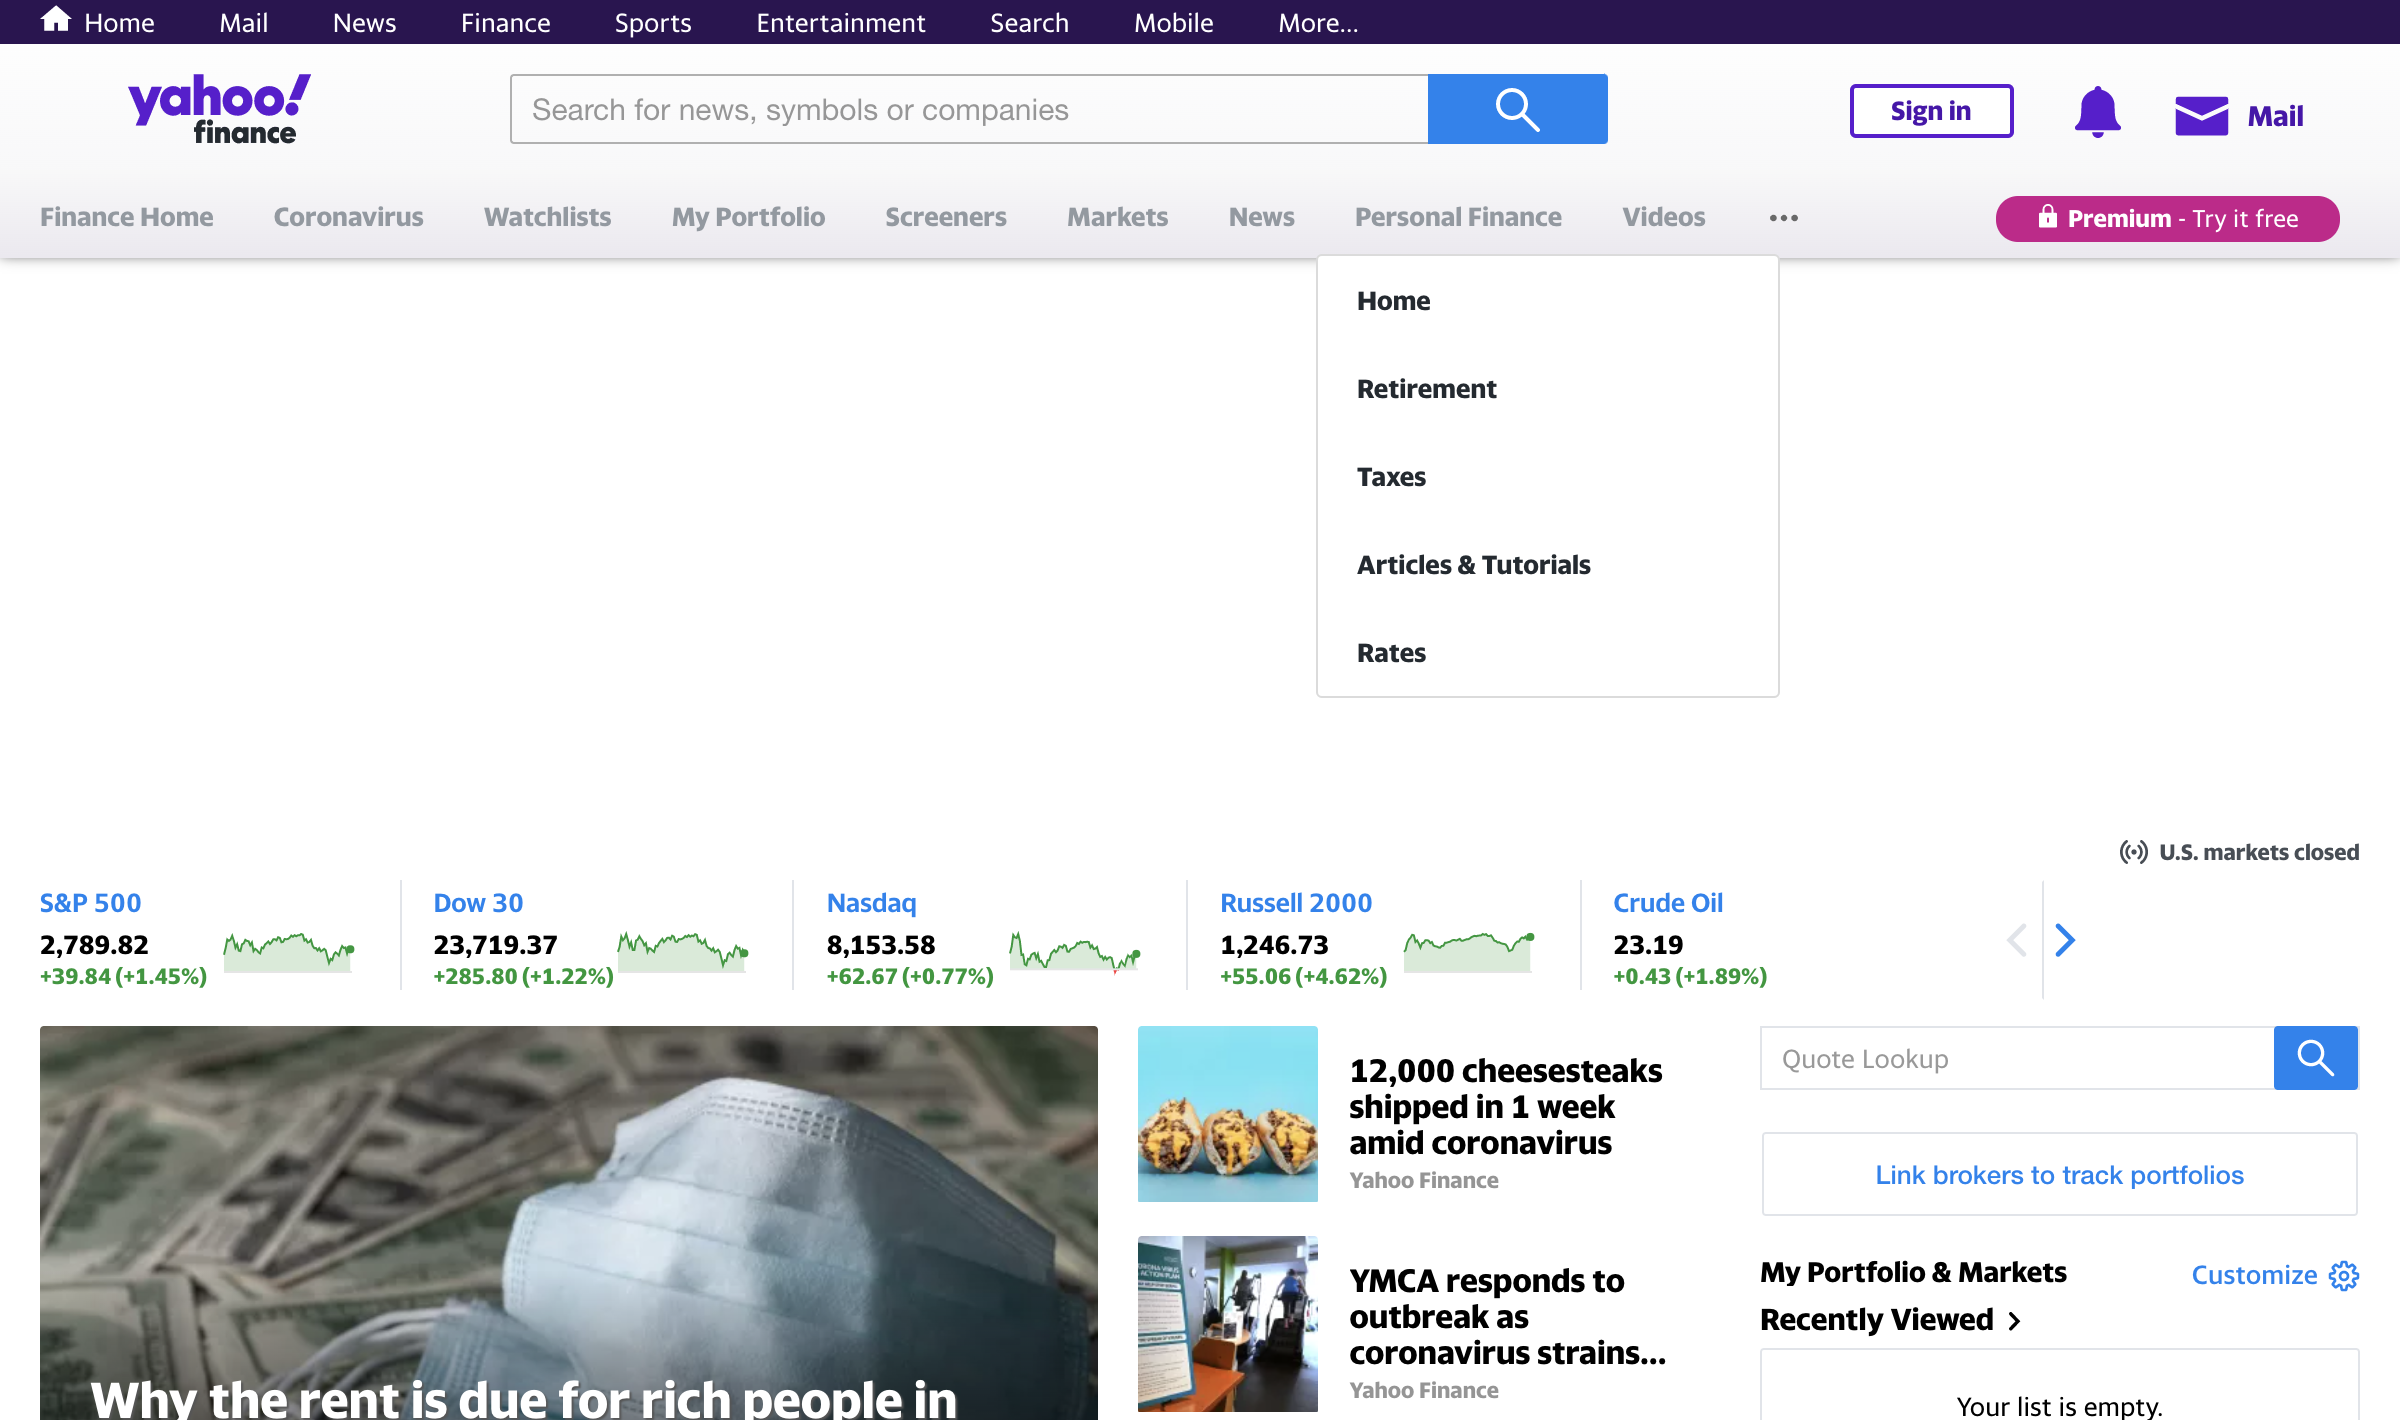 Home Mail News Finance Sports Entertainment Search Mobile More...
yahoo!
finance
Search for news, symbols or companies
Sign in
Mail
Finance Home Coronavirus Watchlists My Portfolio Screeners Markets News Personal Finance Videos
Premium - Try it free
Home
Retirement
Taxes
Articles & Tutorials
Rates
U.S. markets closed
S&P 500
2,789.82
+39.84 (+1.45%)
Dow 30
23,719.37
+285.80 (+1.22%)
Nasdaq
8,153.58
+62.67 (+0.77%)
Russell 2000
1,246.73
+55.06 (+4.62%)
Crude Oil
23.19
+0.43 (+1.89%)
Why the rent is due for rich people in
12,000 cheesesteaks
shipped in 1 week
amid coronavirus
Yahoo Finance
YMCA responds to
outbreak as
coronavirus strains...
Yahoo Finance
Quote Lookup
Link brokers to track portfolios
My Portfolio & Markets
Customize
Recently Viewed
Your list is empty.